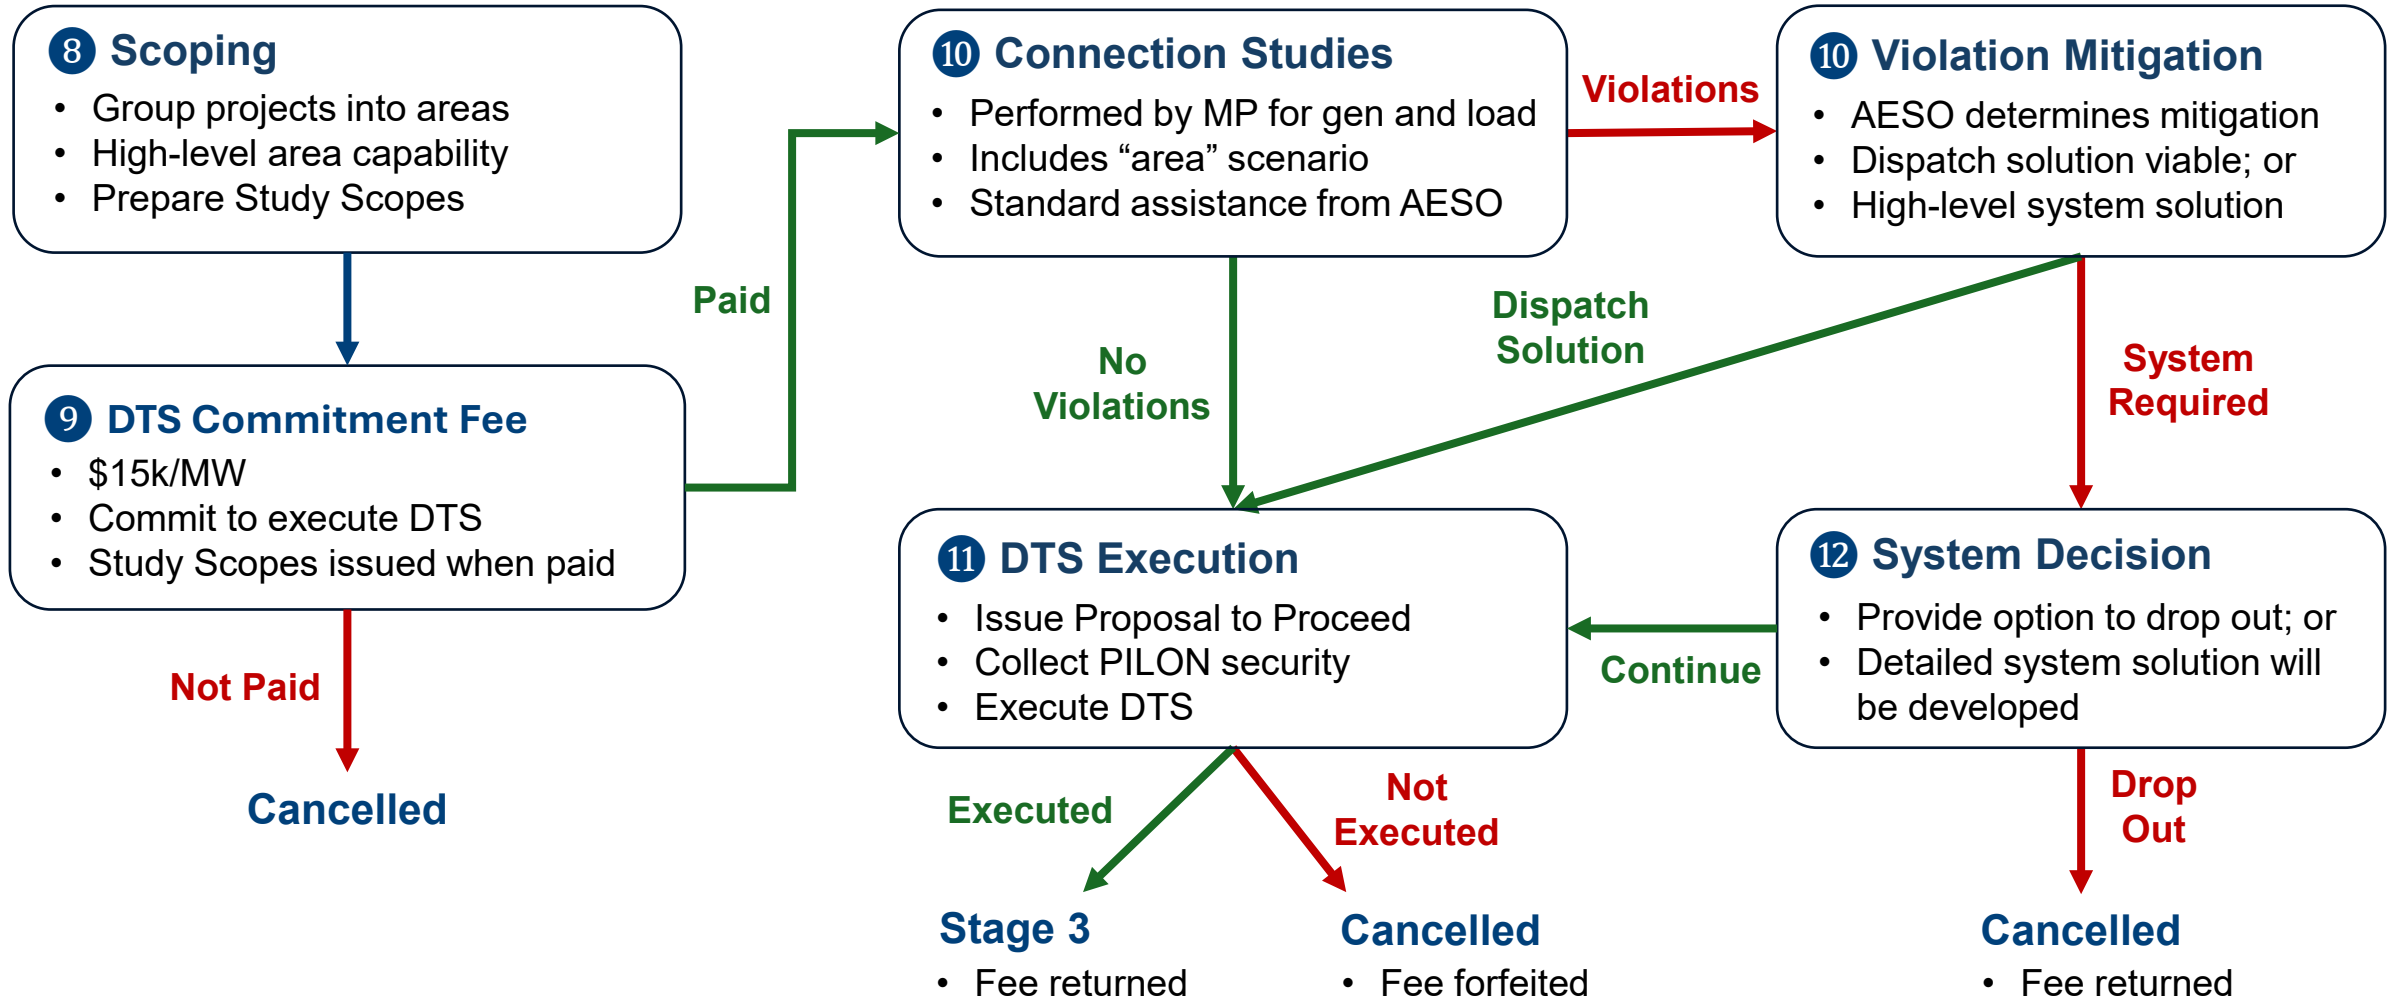 8 Scoping
• Group projects into areas
• High-level area capability
• Prepare Study Scopes
9 DTS Commitment Fee
• $15k/MW
• Commit to execute DTS
• Study Scopes issued when paid
Not Paid
Cancelled
Paid
10 Connection Studies
• Performed by MP for gen and load
• Includes “area” scenario
• Standard assistance from AESO
Violations
10 Violation Mitigation
• AESO determines mitigation
• Dispatch solution viable; or
• High-level system solution
No
Violations
Dispatch
Solution
System
Required
11 DTS Execution
• Issue Proposal to Proceed
• Collect PILON security
• Execute DTS
Continue
12 System Decision
• Provide option to drop out; or
• Detailed system solution will
be developed
Executed
Not
Executed
Drop
Out
Stage 3
• Fee returned
Cancelled
• Fee forfeited
Cancelled
• Fee returned